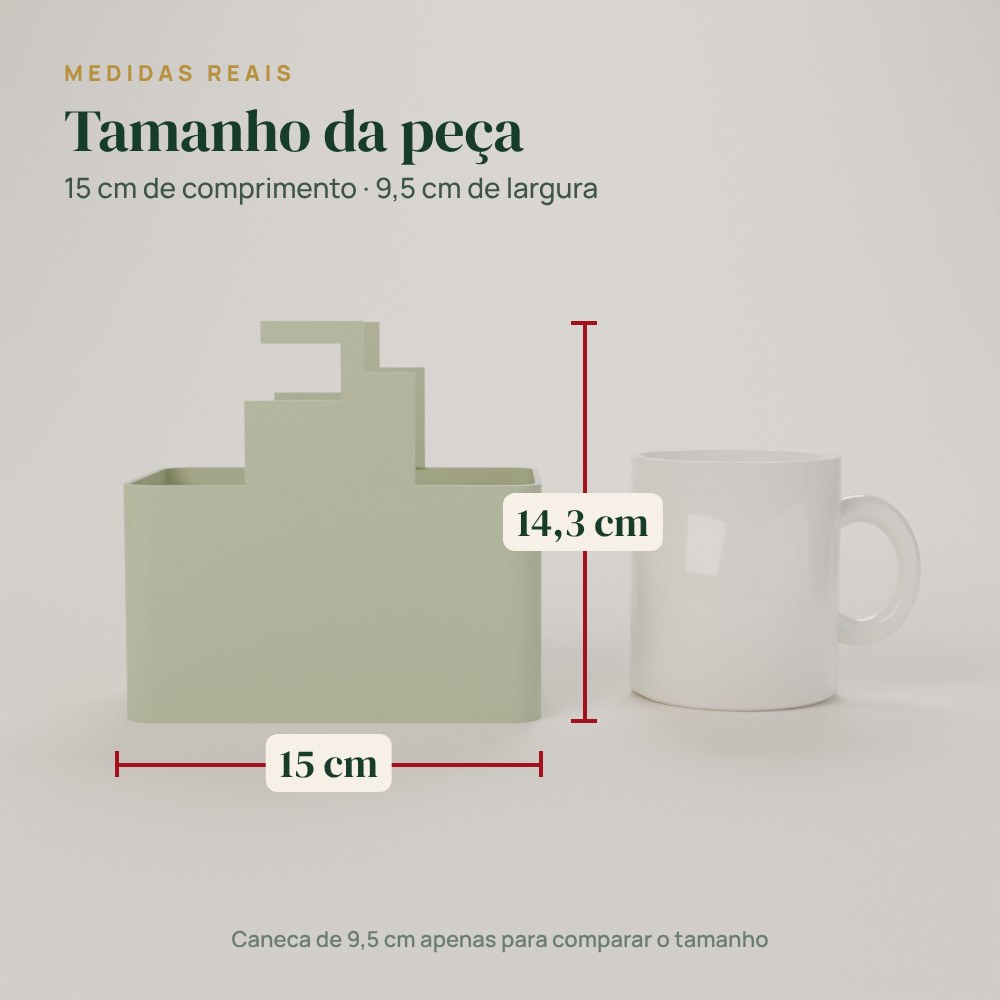 MEDIDAS REAIS
Tamanho da peça
15 cm de comprimento · 9,5 cm de largura
14,3 cm
15 cm
Caneca de 9,5 cm apenas para comparar o tamanho